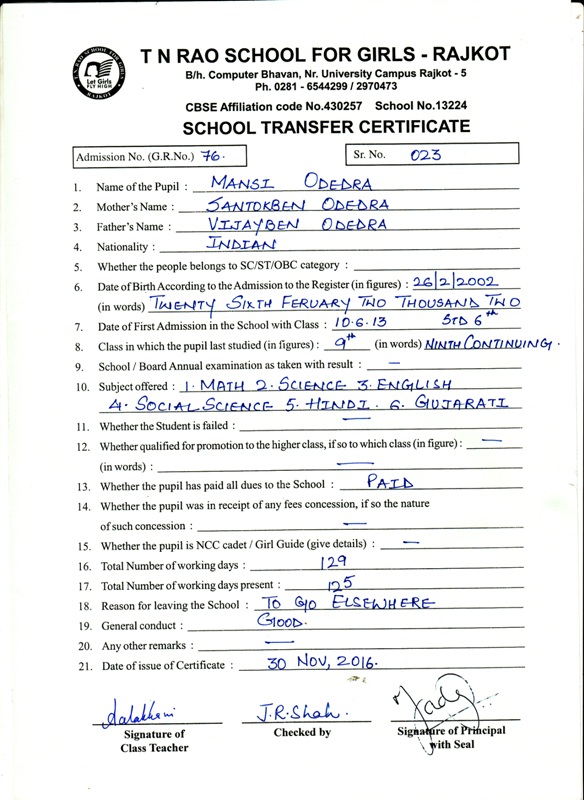 T N RAO SCHOOL FOR GIRLS - RAJKOT
Let Girls
FLY HIGH
B/h. Computer Bhavan, Nr. University Campus Rajkot - 5
Ph. 0281 - 6544299 / 2970473
CBSE Affiliation code No.430257 School No.13224
SCHOOL TRANSFER CERTIFICATE
Admission No. (G.R.No.) 76. Sr. No. 023
1. Name of the Pupil : MANSI ODEDRA
2. Mother's Name : SANTOKBEN ODEDRA
3. Father's Name : VIJAYBEN ODEDRA
4. Nationality : INDIAN
5. Whether the people belongs to SC/ST/OBC category :
6. Date of Birth According to the Admission to the Register (in figures) : 26/2/2002
(in words) TWENTY SIXTH FERUARY TWO THOUSAND TWO
7. Date of First Admission in the School with Class : 10.6.13 STD 6th
8. Class in which the pupil last studied (in figures) : 9th (in words) NINTH CONTINUING.
9. School / Board Annual examination as taken with result : —
10. Subject offered : 1. MATH 2. SCIENCE 3. ENGLISH
4. SOCIAL SCIENCE 5. HINDI. 6. GUJARATI
11. Whether the Student is failed : —
12. Whether qualified for promotion to the higher class, if so to which class (in figure) : —
(in words) : —
13. Whether the pupil has paid all dues to the School : PAID
14. Whether the pupil was in receipt of any fees concession, if so the nature
of such concession : —
15. Whether the pupil is NCC cadet / Girl Guide (give details) : —
16. Total Number of working days : 129
17. Total Number of working days present : 125
18. Reason for leaving the School : TO GO ELSEWHERE
19. General conduct : GOOD.
20. Any other remarks : —
21. Date of issue of Certificate : 30 NOV, 2016.
J.R.Shah.
Signature of Checked by Signature of Principal
Class Teacher with Seal